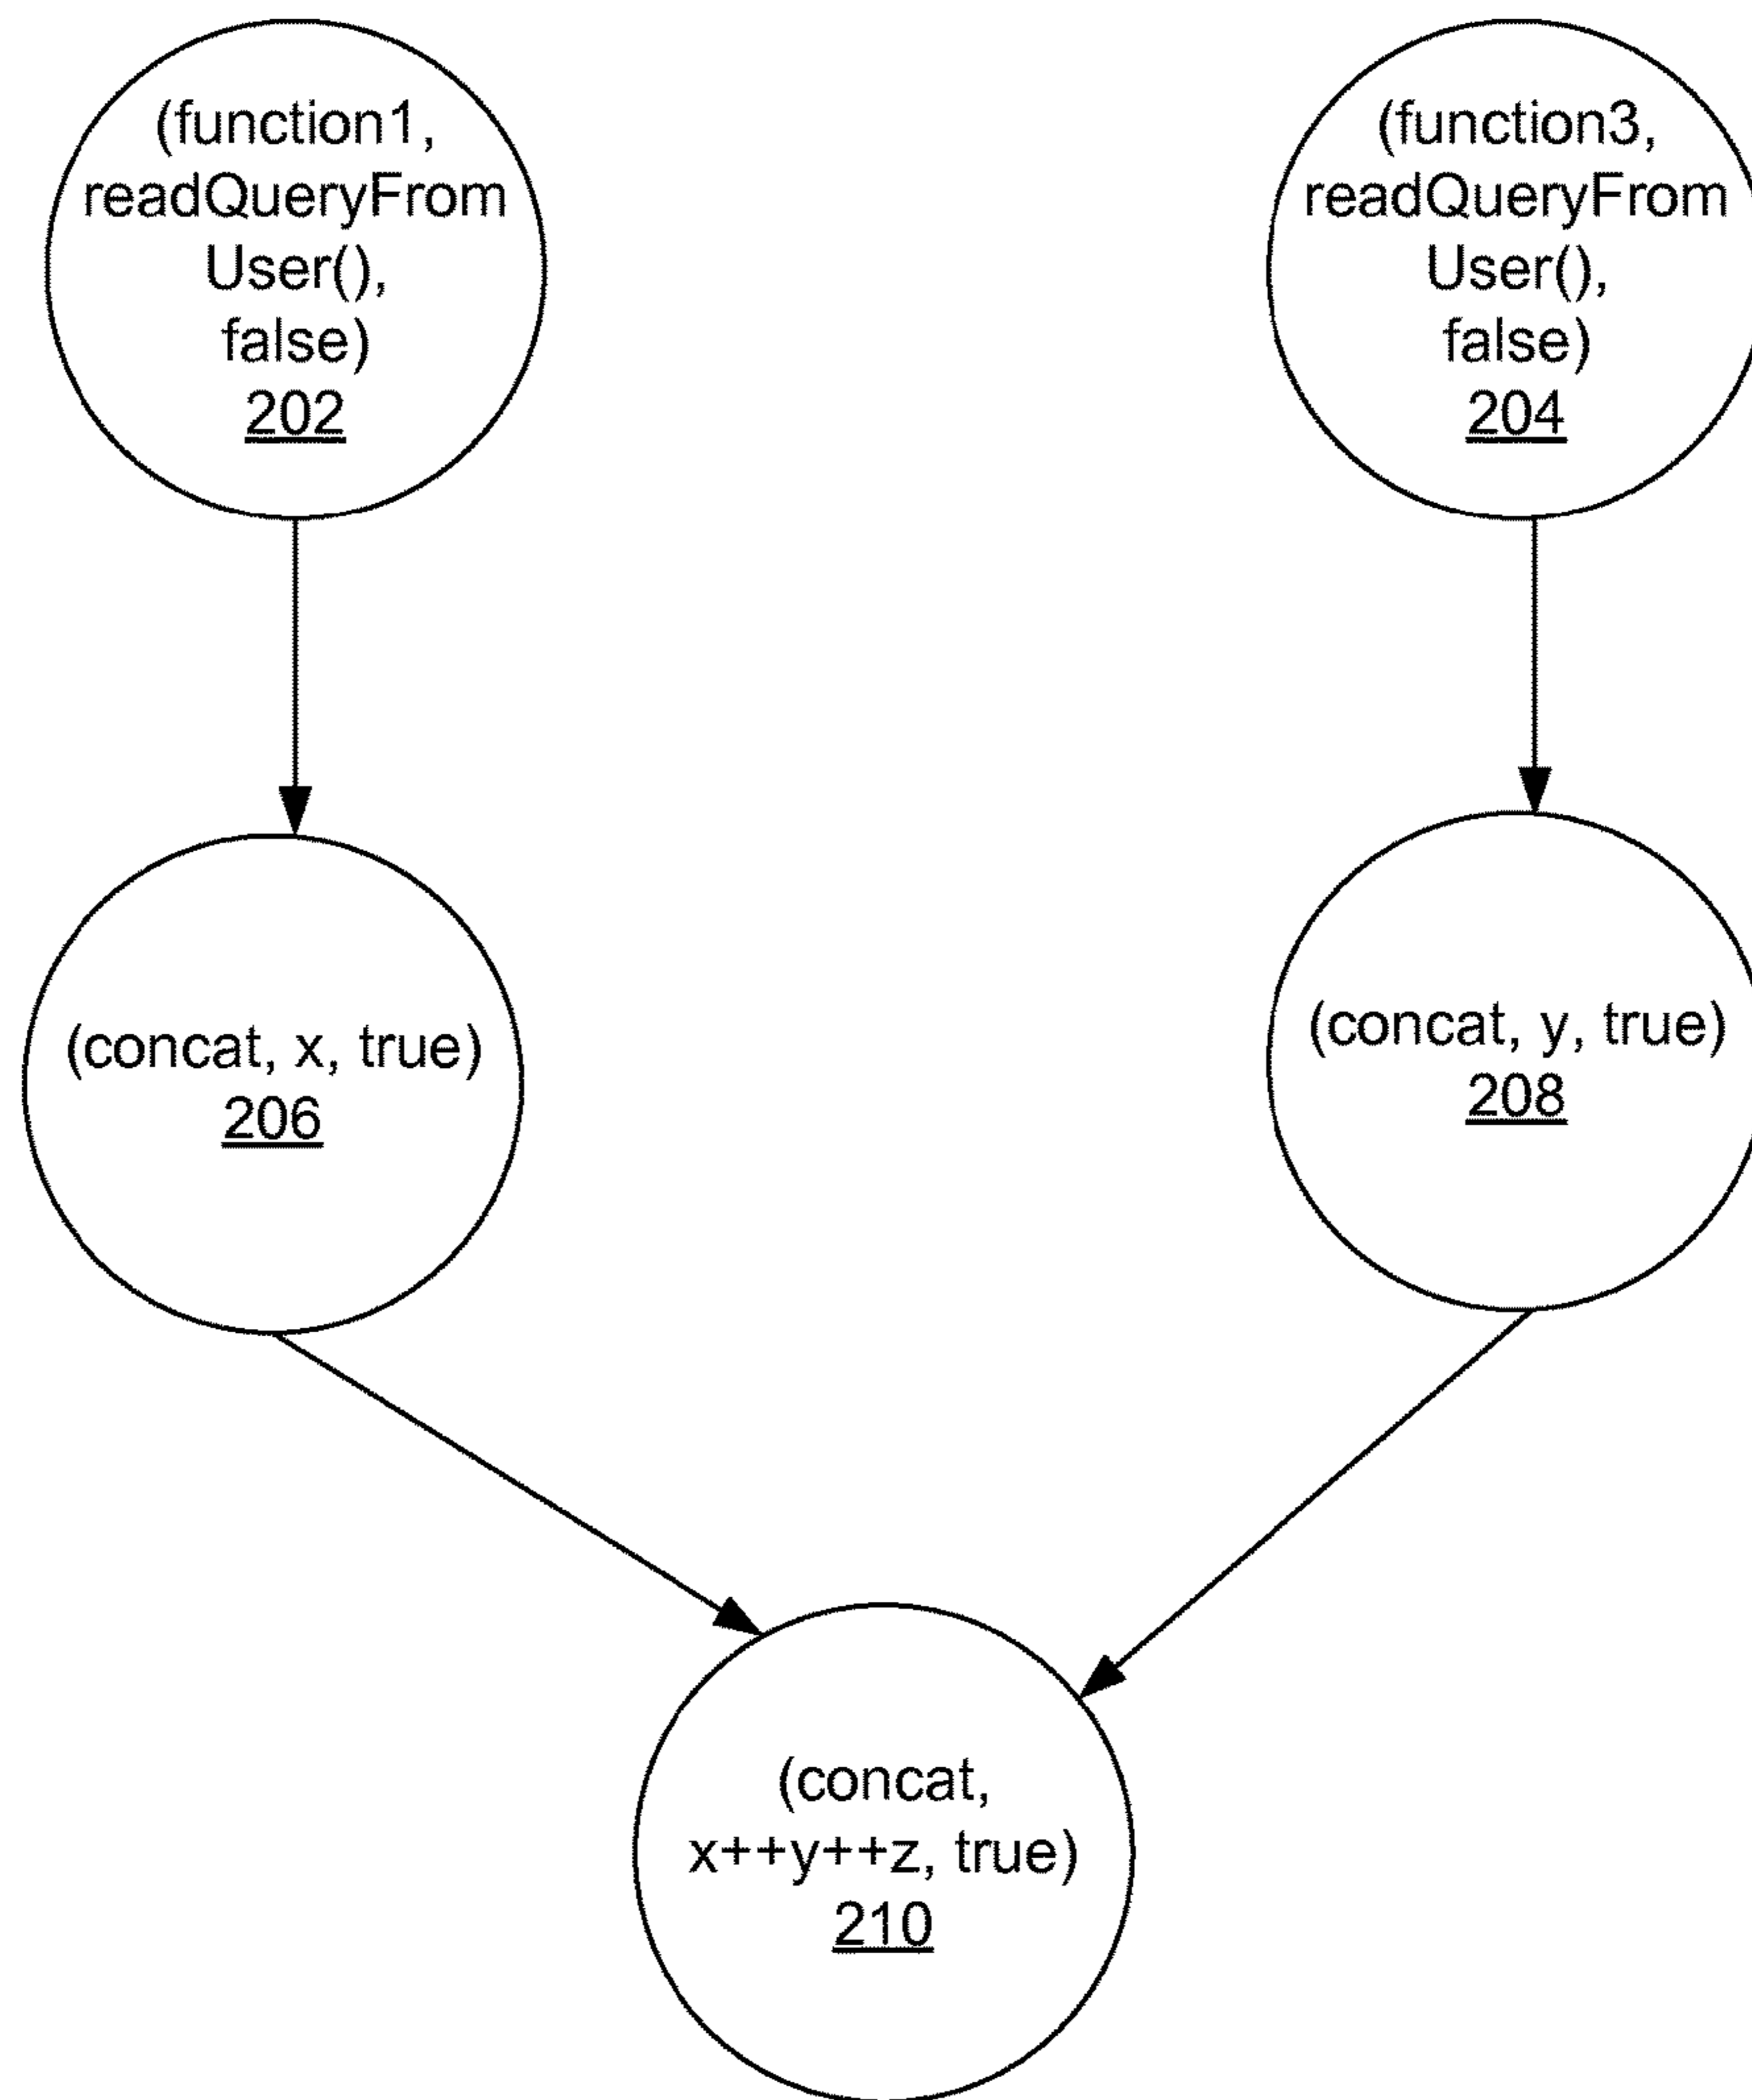 (function1,
readQueryFrom
User(),
false)
202
(function3,
readQueryFrom
User(),
false)
204
(concat, x, true)
206
(concat, y, true)
208
(concat,
x++y++z, true)
210